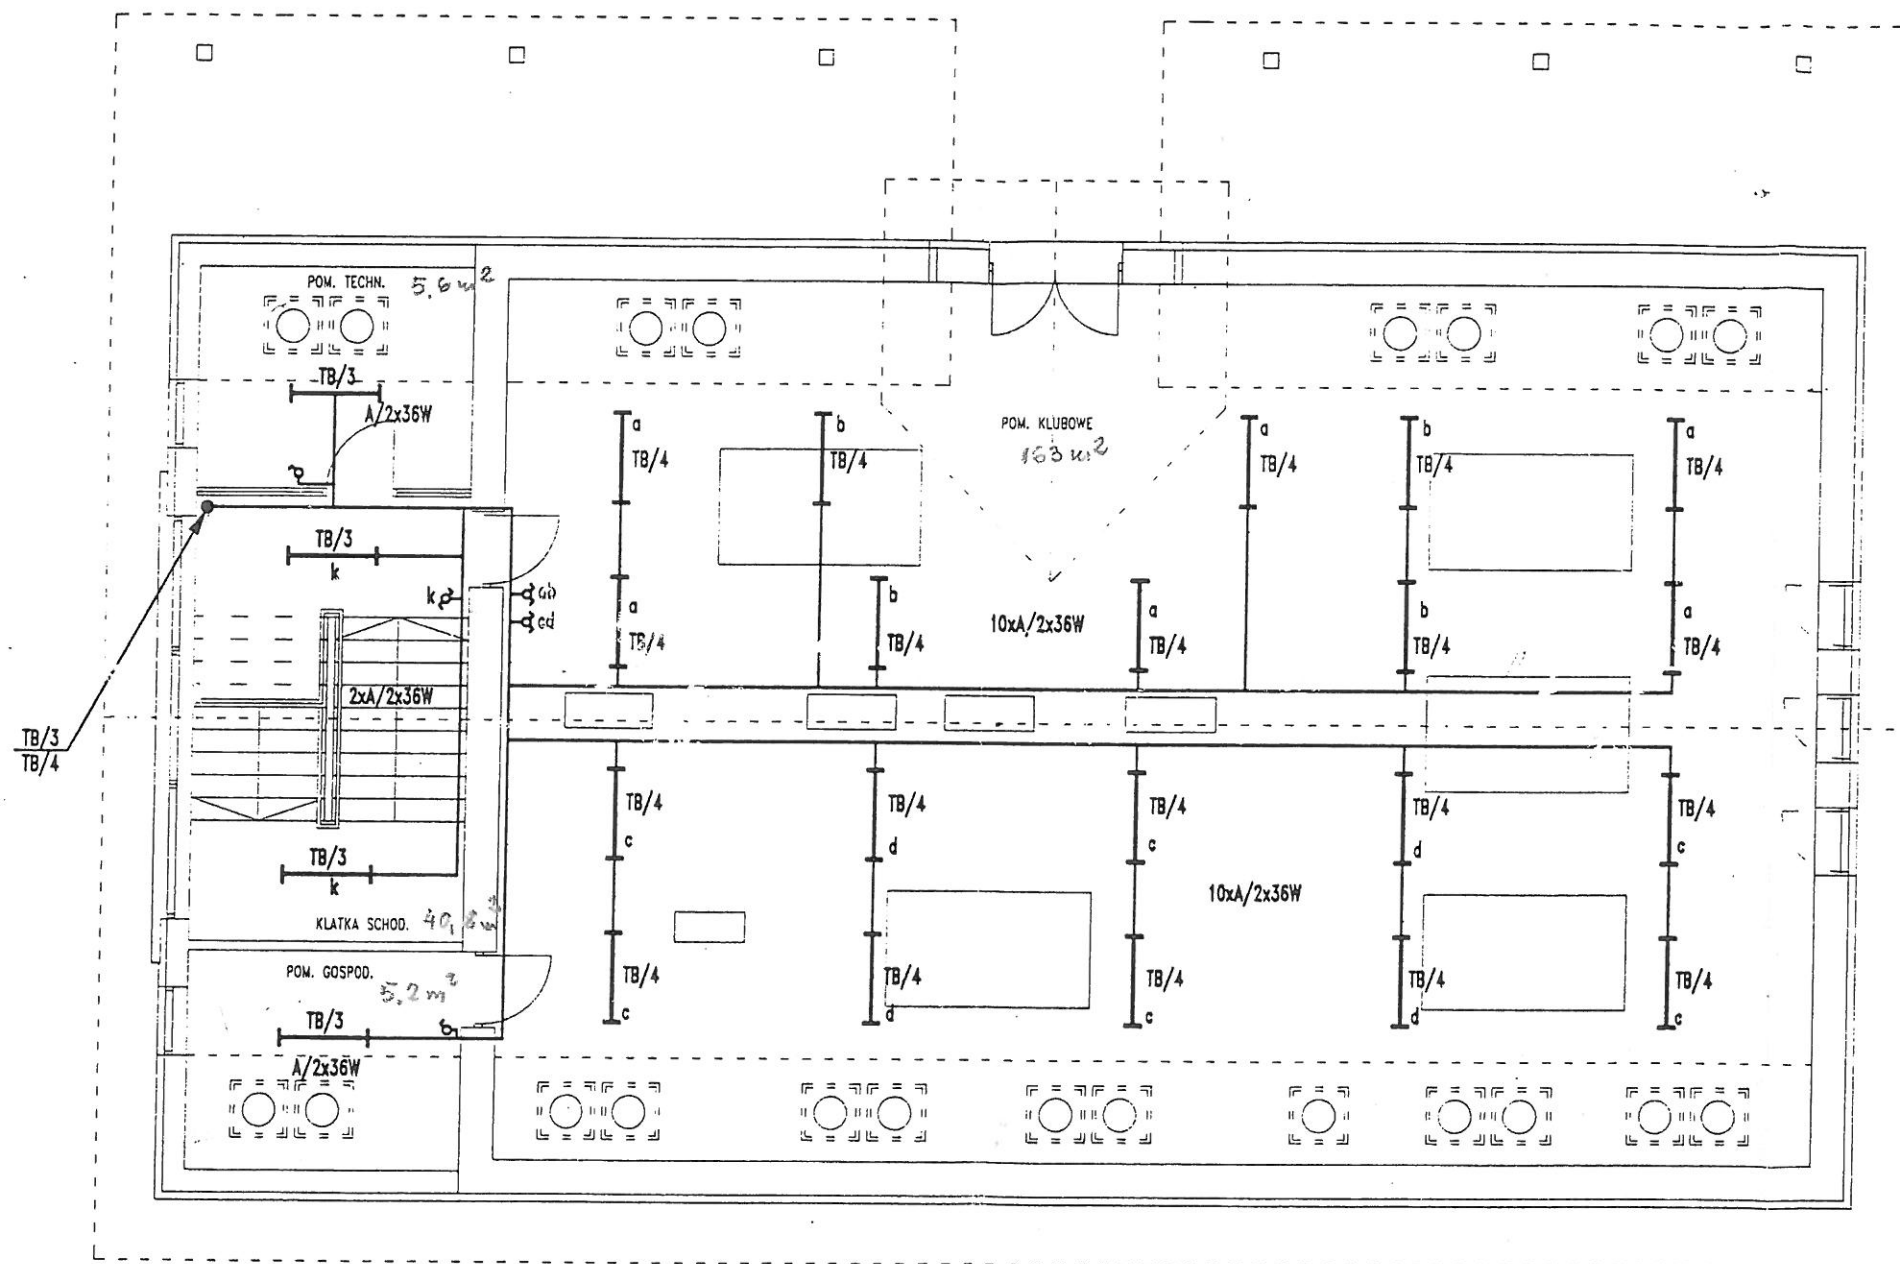 POM. TECHN. 5,6 m²
TB/3
A/2x36W
POM. KLUBOWE
163 m²
a
TB/4
b
TB/4
a
TB/4
b
TB/4
a
TB/4
TB/3
k
k
ab
cd
a
TB/4
b
TB/4
10xA/2x36W
a
TB/4
b
TB/4
a
TB/4
2xA/2x36W
TB/3
TB/4
TB/4
c
TB/4
d
TB/4
c
TB/4
d
TB/4
c
TB/3
k
10xA/2x36W
KLATKA SCHOD. 40,8 m²
POM. GOSPOD.
5,2 m²
TB/4
c
TB/4
d
TB/4
c
TB/4
d
TB/4
c
TB/3
A/2x36W